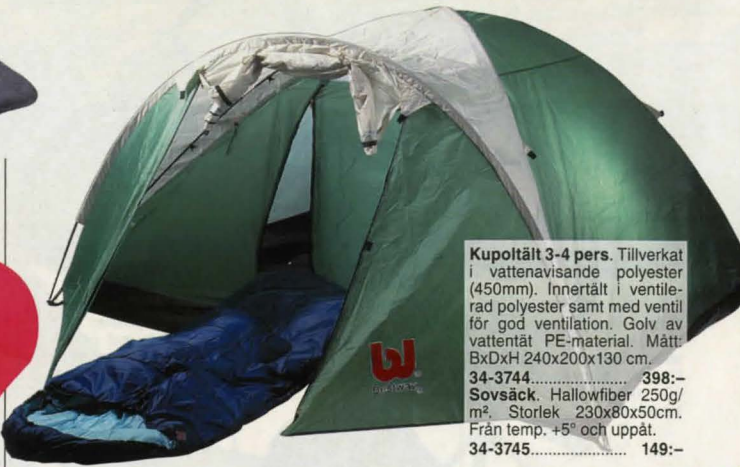 Kupoltält 3-4 pers. Tillverkat
i vattenavisande polyester
(450mm). Innertält i ventile-
rad polyester samt med ventil
för god ventilation. Golv av
vattentät PE-material. Mått:
BxDxH 240x200x130 cm.
34-3744.................... 398:–
Sovsäck. Hallowfiber 250g/
m². Storlek 230x80x50cm.
Från temp. +5° och uppåt.
34-3745.................... 149:–
Bestway